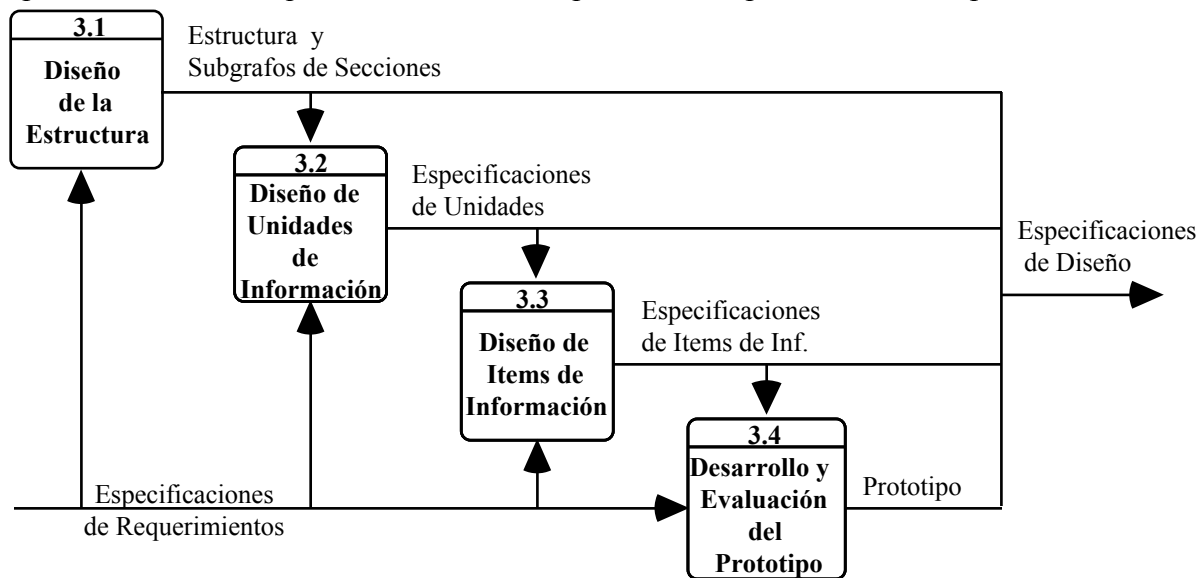 3.1
Diseño
de la
Estructura
Estructura y
Subgrafos de Secciones
3.2
Diseño de
Unidades
de
Información
Especificaciones
de Unidades
3.3
Diseño de
Items de
Información
Especificaciones
de Items de Inf.
3.4
Desarrollo y
Evaluación
del
Prototipo
Prototipo
Especificaciones
de Diseño
Especificaciones
de Requerimientos